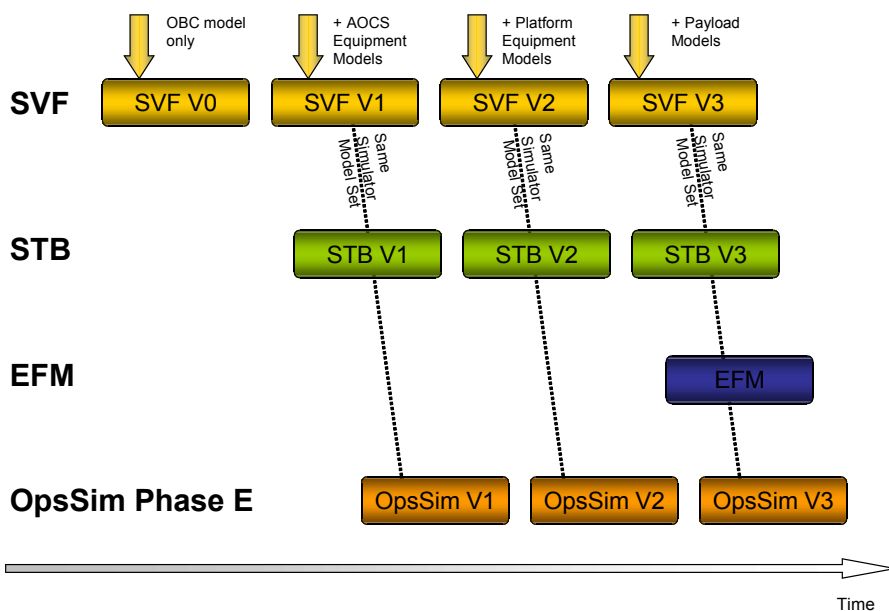 OBC model
only
+ AOCS
Equipment
Models
+ Platform
Equipment
Models
+ Payload
Models
SVF
SVF V0
SVF V1
SVF V2
SVF V3
Same
Simulator
Model Set
Same
Simulator
Model Set
Same
Simulator
Model Set
STB
STB V1
STB V2
STB V3
EFM
EFM
OpsSim Phase E
OpsSim V1
OpsSim V2
OpsSim V3
Time